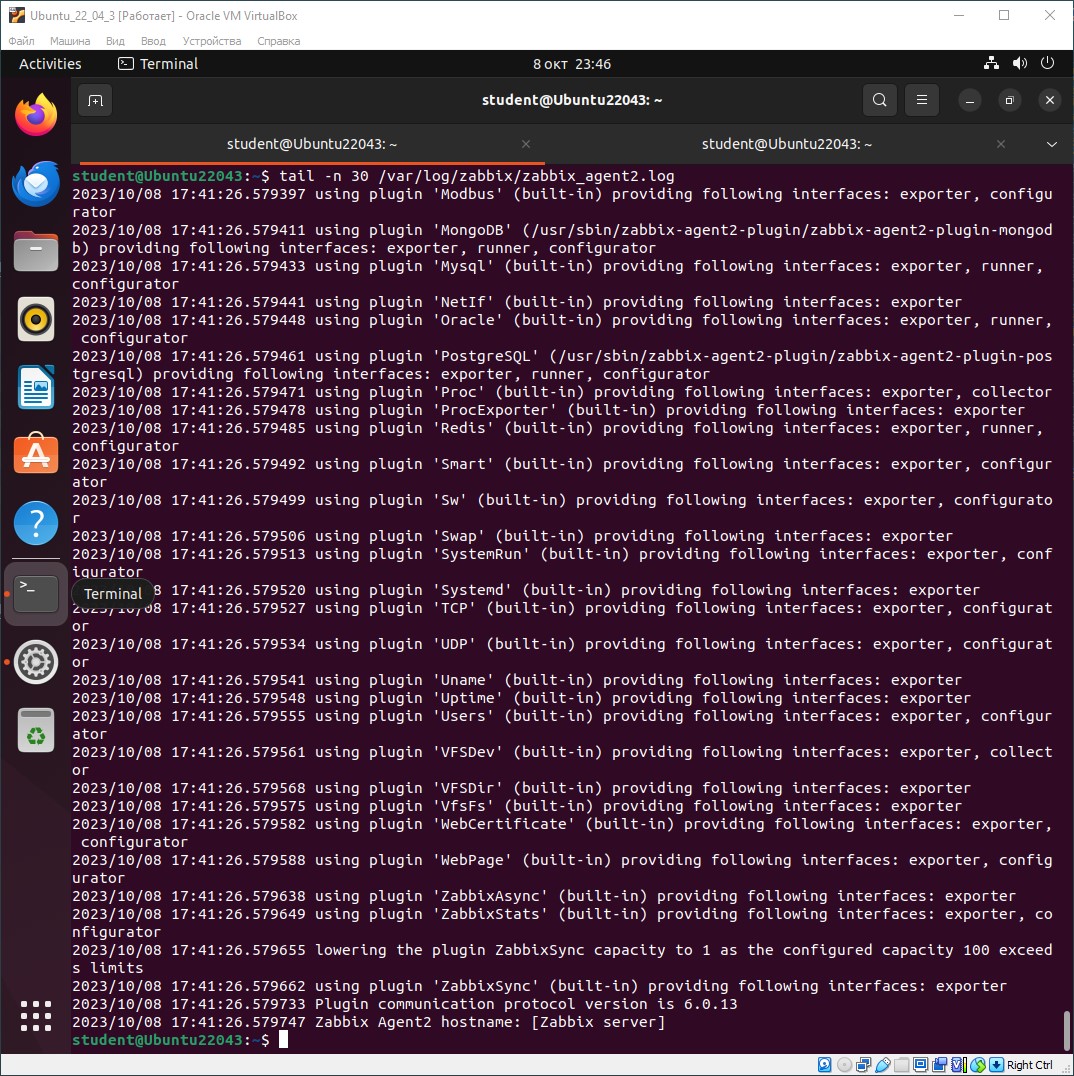 Ubuntu_22_04_3 [Работает] - Oracle VM VirtualBox
Файл Машина Вид Ввод Устройства Справка
Activities Terminal 8 окт 23:46
student@Ubuntu22043: ~
student@Ubuntu22043: ~ student@Ubuntu22043: ~
student@Ubuntu22043:~$ tail -n 30 /var/log/zabbix/zabbix_agent2.log
2023/10/08 17:41:26.579397 using plugin 'Modbus' (built-in) providing following interfaces: exporter, configu
rator
2023/10/08 17:41:26.579411 using plugin 'MongoDB' (/usr/sbin/zabbix-agent2-plugin/zabbix-agent2-plugin-mongod
b) providing following interfaces: exporter, runner, configurator
2023/10/08 17:41:26.579433 using plugin 'Mysql' (built-in) providing following interfaces: exporter, runner,
configurator
2023/10/08 17:41:26.579441 using plugin 'NetIf' (built-in) providing following interfaces: exporter
2023/10/08 17:41:26.579448 using plugin 'Oracle' (built-in) providing following interfaces: exporter, runner,
configurator
2023/10/08 17:41:26.579461 using plugin 'PostgreSQL' (/usr/sbin/zabbix-agent2-plugin/zabbix-agent2-plugin-pos
tgresql) providing following interfaces: exporter, runner, configurator
2023/10/08 17:41:26.579471 using plugin 'Proc  (built-in) providing following interfaces: exporter, collector
2023/10/08 17:41:26.579478 using plugin 'ProcExporter' (built-in) providing following interfaces: exporter
2023/10/08 17:41:26.579485 using plugin 'Redis' (built-in) providing following interfaces: exporter, runner,
configurator
2023/10/08 17:41:26.579492 using plugin 'Smart' (built-in) providing following interfaces: exporter, configur
ator
2023/10/08 17:41:26.579499 using plugin 'Sw' (built-in) providing following interfaces: exporter, configurato
r
2023/10/08 17:41:26.579506 using plugin 'Swap' (built-in) providing following interfaces: exporter
2023/10/08 17:41:26.579513 using plugin 'SystemRun' (built-in) providing following interfaces: exporter, conf
igurator
8 17:41:26.579520 using plugin 'Systemd' (built-in) providing following interfaces: exporter
Terminal
2023/10/08 17:41:26.579527 using plugin 'TCP' (built-in) providing following interfaces: exporter, configurat
or
2023/10/08 17:41:26.579534 using plugin 'UDP' (built-in) providing following interfaces: exporter, configurat
or
2023/10/08 17:41:26.579541 using plugin 'Uname' (built-in) providing following interfaces: exporter
2023/10/08 17:41:26.579548 using plugin 'Uptime' (built-in) providing following interfaces: exporter
2023/10/08 17:41:26.579555 using plugin 'Users' (built-in) providing following interfaces: exporter, configur
ator
2023/10/08 17:41:26.579561 using plugin 'VFSDev' (built-in) providing following interfaces: exporter, collect
or
2023/10/08 17:41:26.579568 using plugin 'VFSDir' (built-in) providing following interfaces: exporter
2023/10/08 17:41:26.579575 using plugin 'VfsFs' (built-in) providing following interfaces: exporter
2023/10/08 17:41:26.579582 using plugin 'WebCertificate' (built-in) providing following interfaces: exporter,
configurator
2023/10/08 17:41:26.579588 using plugin 'WebPage' (built-in) providing following interfaces: exporter, config
urator
2023/10/08 17:41:26.579638 using plugin 'ZabbixAsync' (built-in) providing following interfaces: exporter
2023/10/08 17:41:26.579649 using plugin 'ZabbixStats' (built-in) providing following interfaces: exporter, co
nfigurator
2023/10/08 17:41:26.579655 lowering the plugin ZabbixSync capacity to 1 as the configured capacity 100 exceed
s limits
2023/10/08 17:41:26.579662 using plugin 'ZabbixSync' (built-in) providing following interfaces: exporter
2023/10/08 17:41:26.579733 Plugin communication protocol version is 6.0.13
2023/10/08 17:41:26.579747 Zabbix Agent2 hostname: [Zabbix server]
student@Ubuntu22043:~$
Right Ctrl